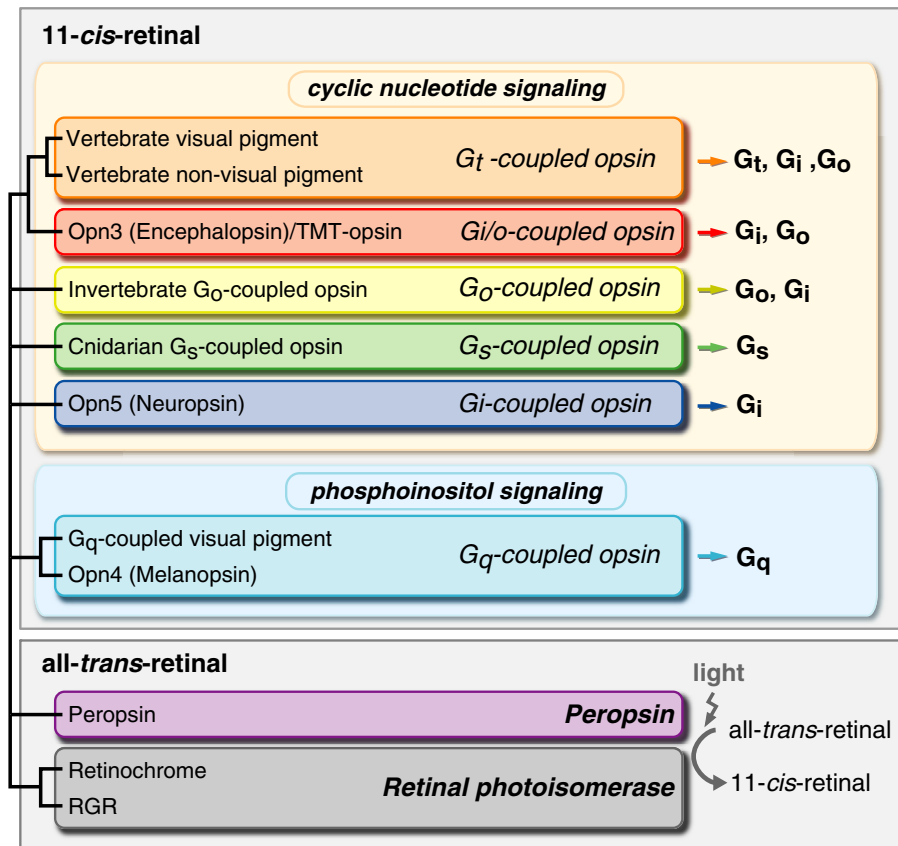 11-cis-retinal
cyclic nucleotide signaling
Vertebrate visual pigment
Vertebrate non-visual pigment
Gt -coupled opsin
Gt, Gi ,Go
Opn3 (Encephalopsin)/TMT-opsin
Gi/o-coupled opsin
Gi, Go
Invertebrate Go-coupled opsin
Go-coupled opsin
Go, Gi
Cnidarian Gs-coupled opsin
Gs-coupled opsin
Gs
Opn5 (Neuropsin)
Gi-coupled opsin
Gi
phosphoinositol signaling
Gq-coupled visual pigment
Opn4 (Melanopsin)
Gq-coupled opsin
Gq
all-trans-retinal
Peropsin
Peropsin
Retinochrome
RGR
Retinal photoisomerase
light
all-trans-retinal
11-cis-retinal